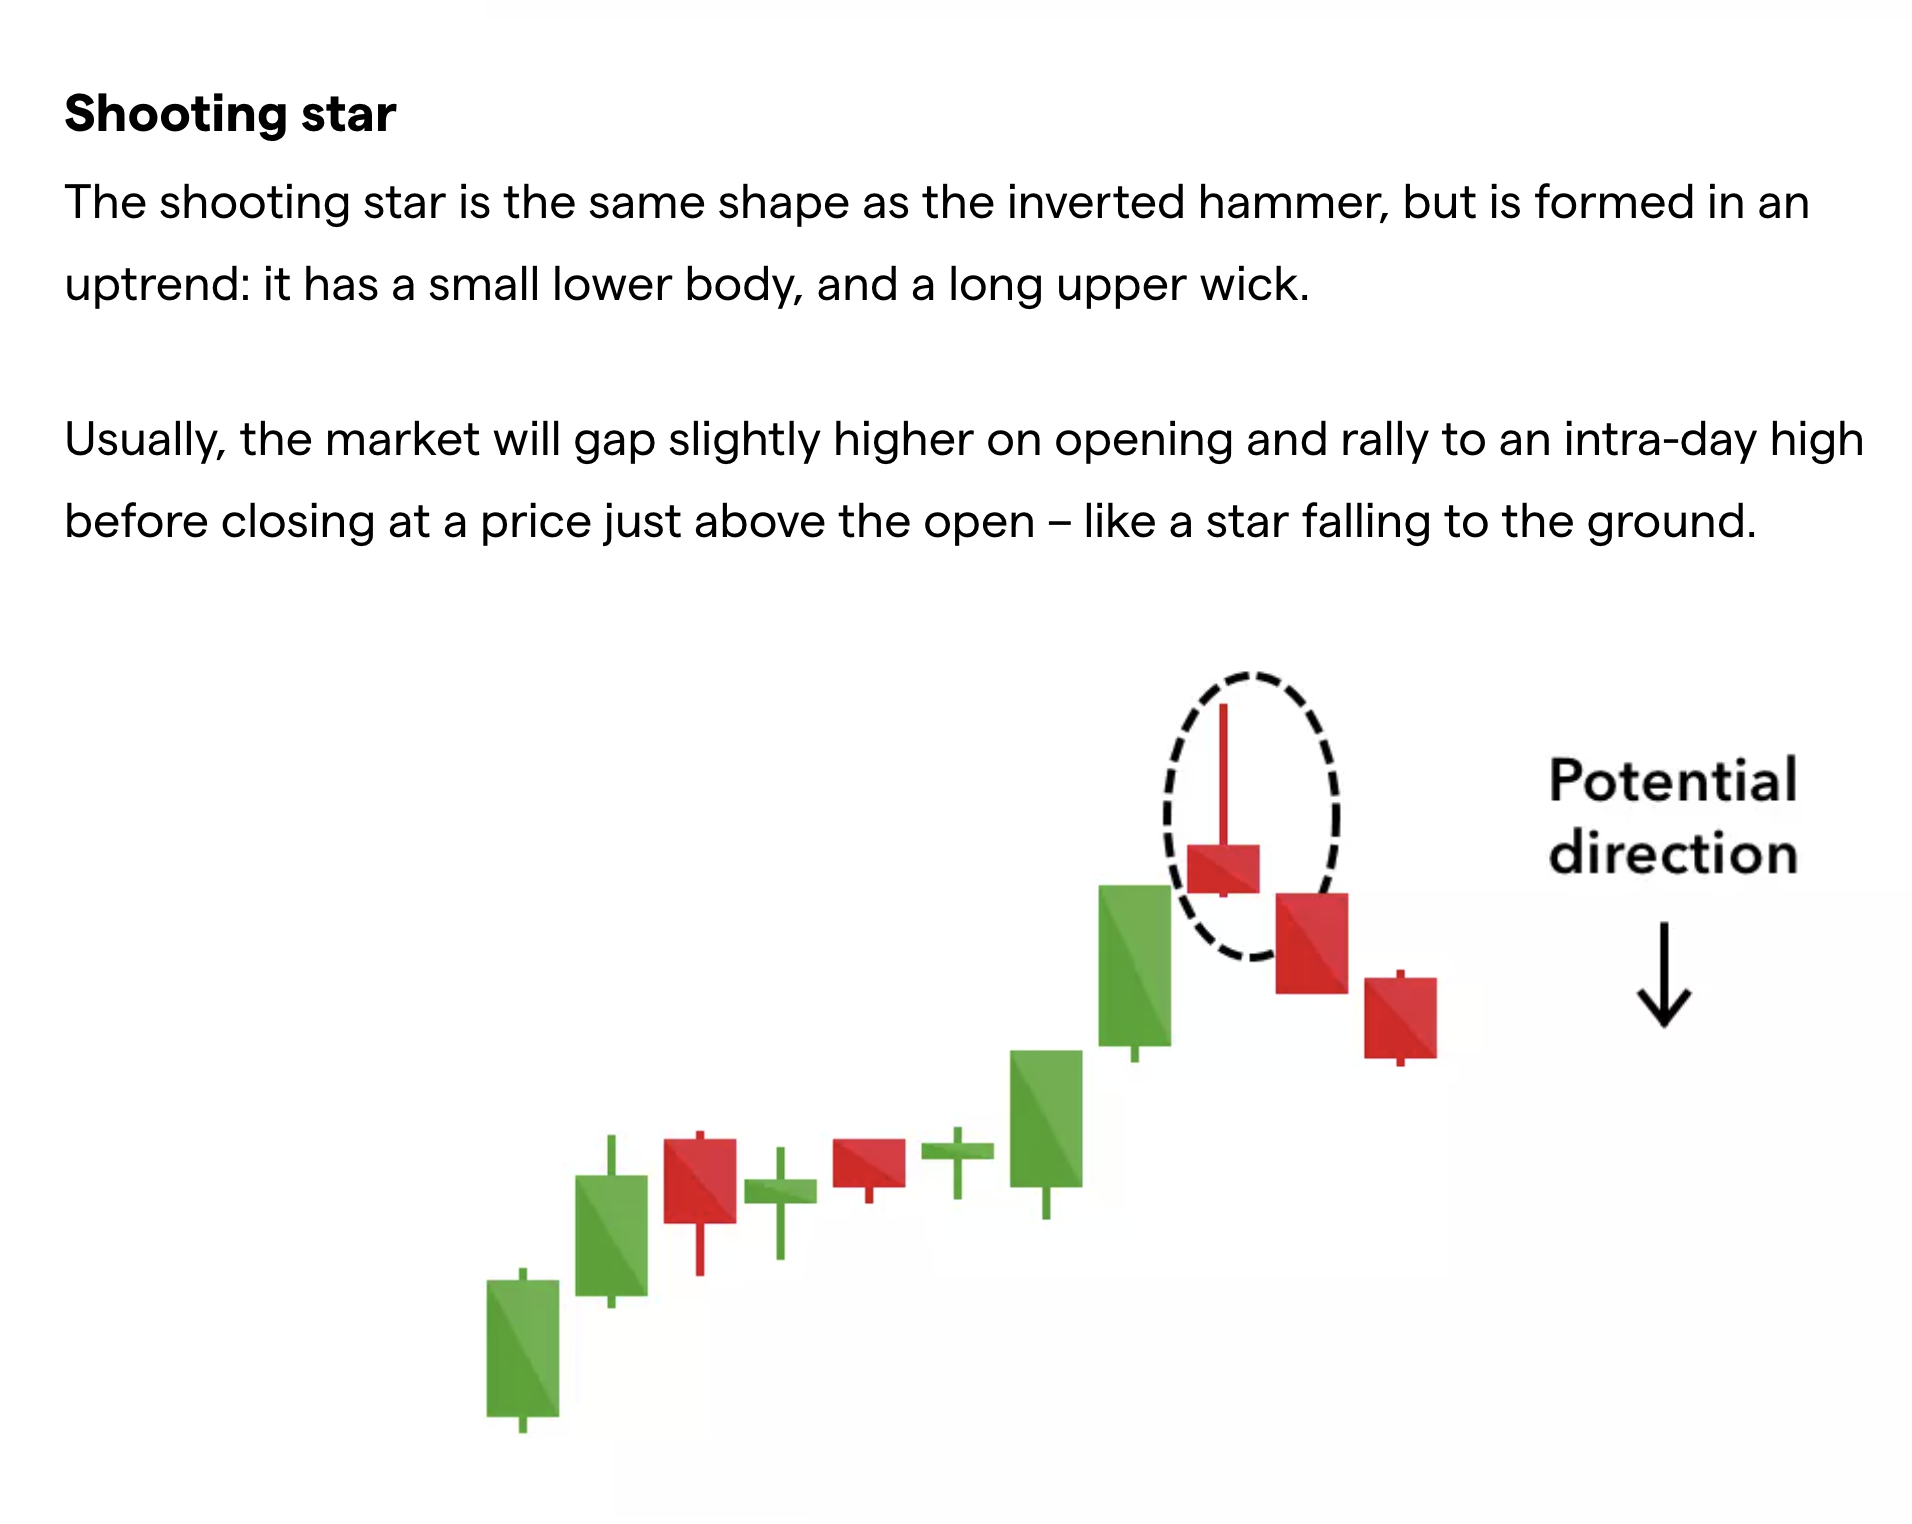 Shooting star
The shooting star is the same shape as the inverted hammer, but is formed in an
uptrend: it has a small lower body, and a long upper wick.
Usually, the market will gap slightly higher on opening and rally to an intra-day high
before closing at a price just above the open – like a star falling to the ground.
Potential
direction